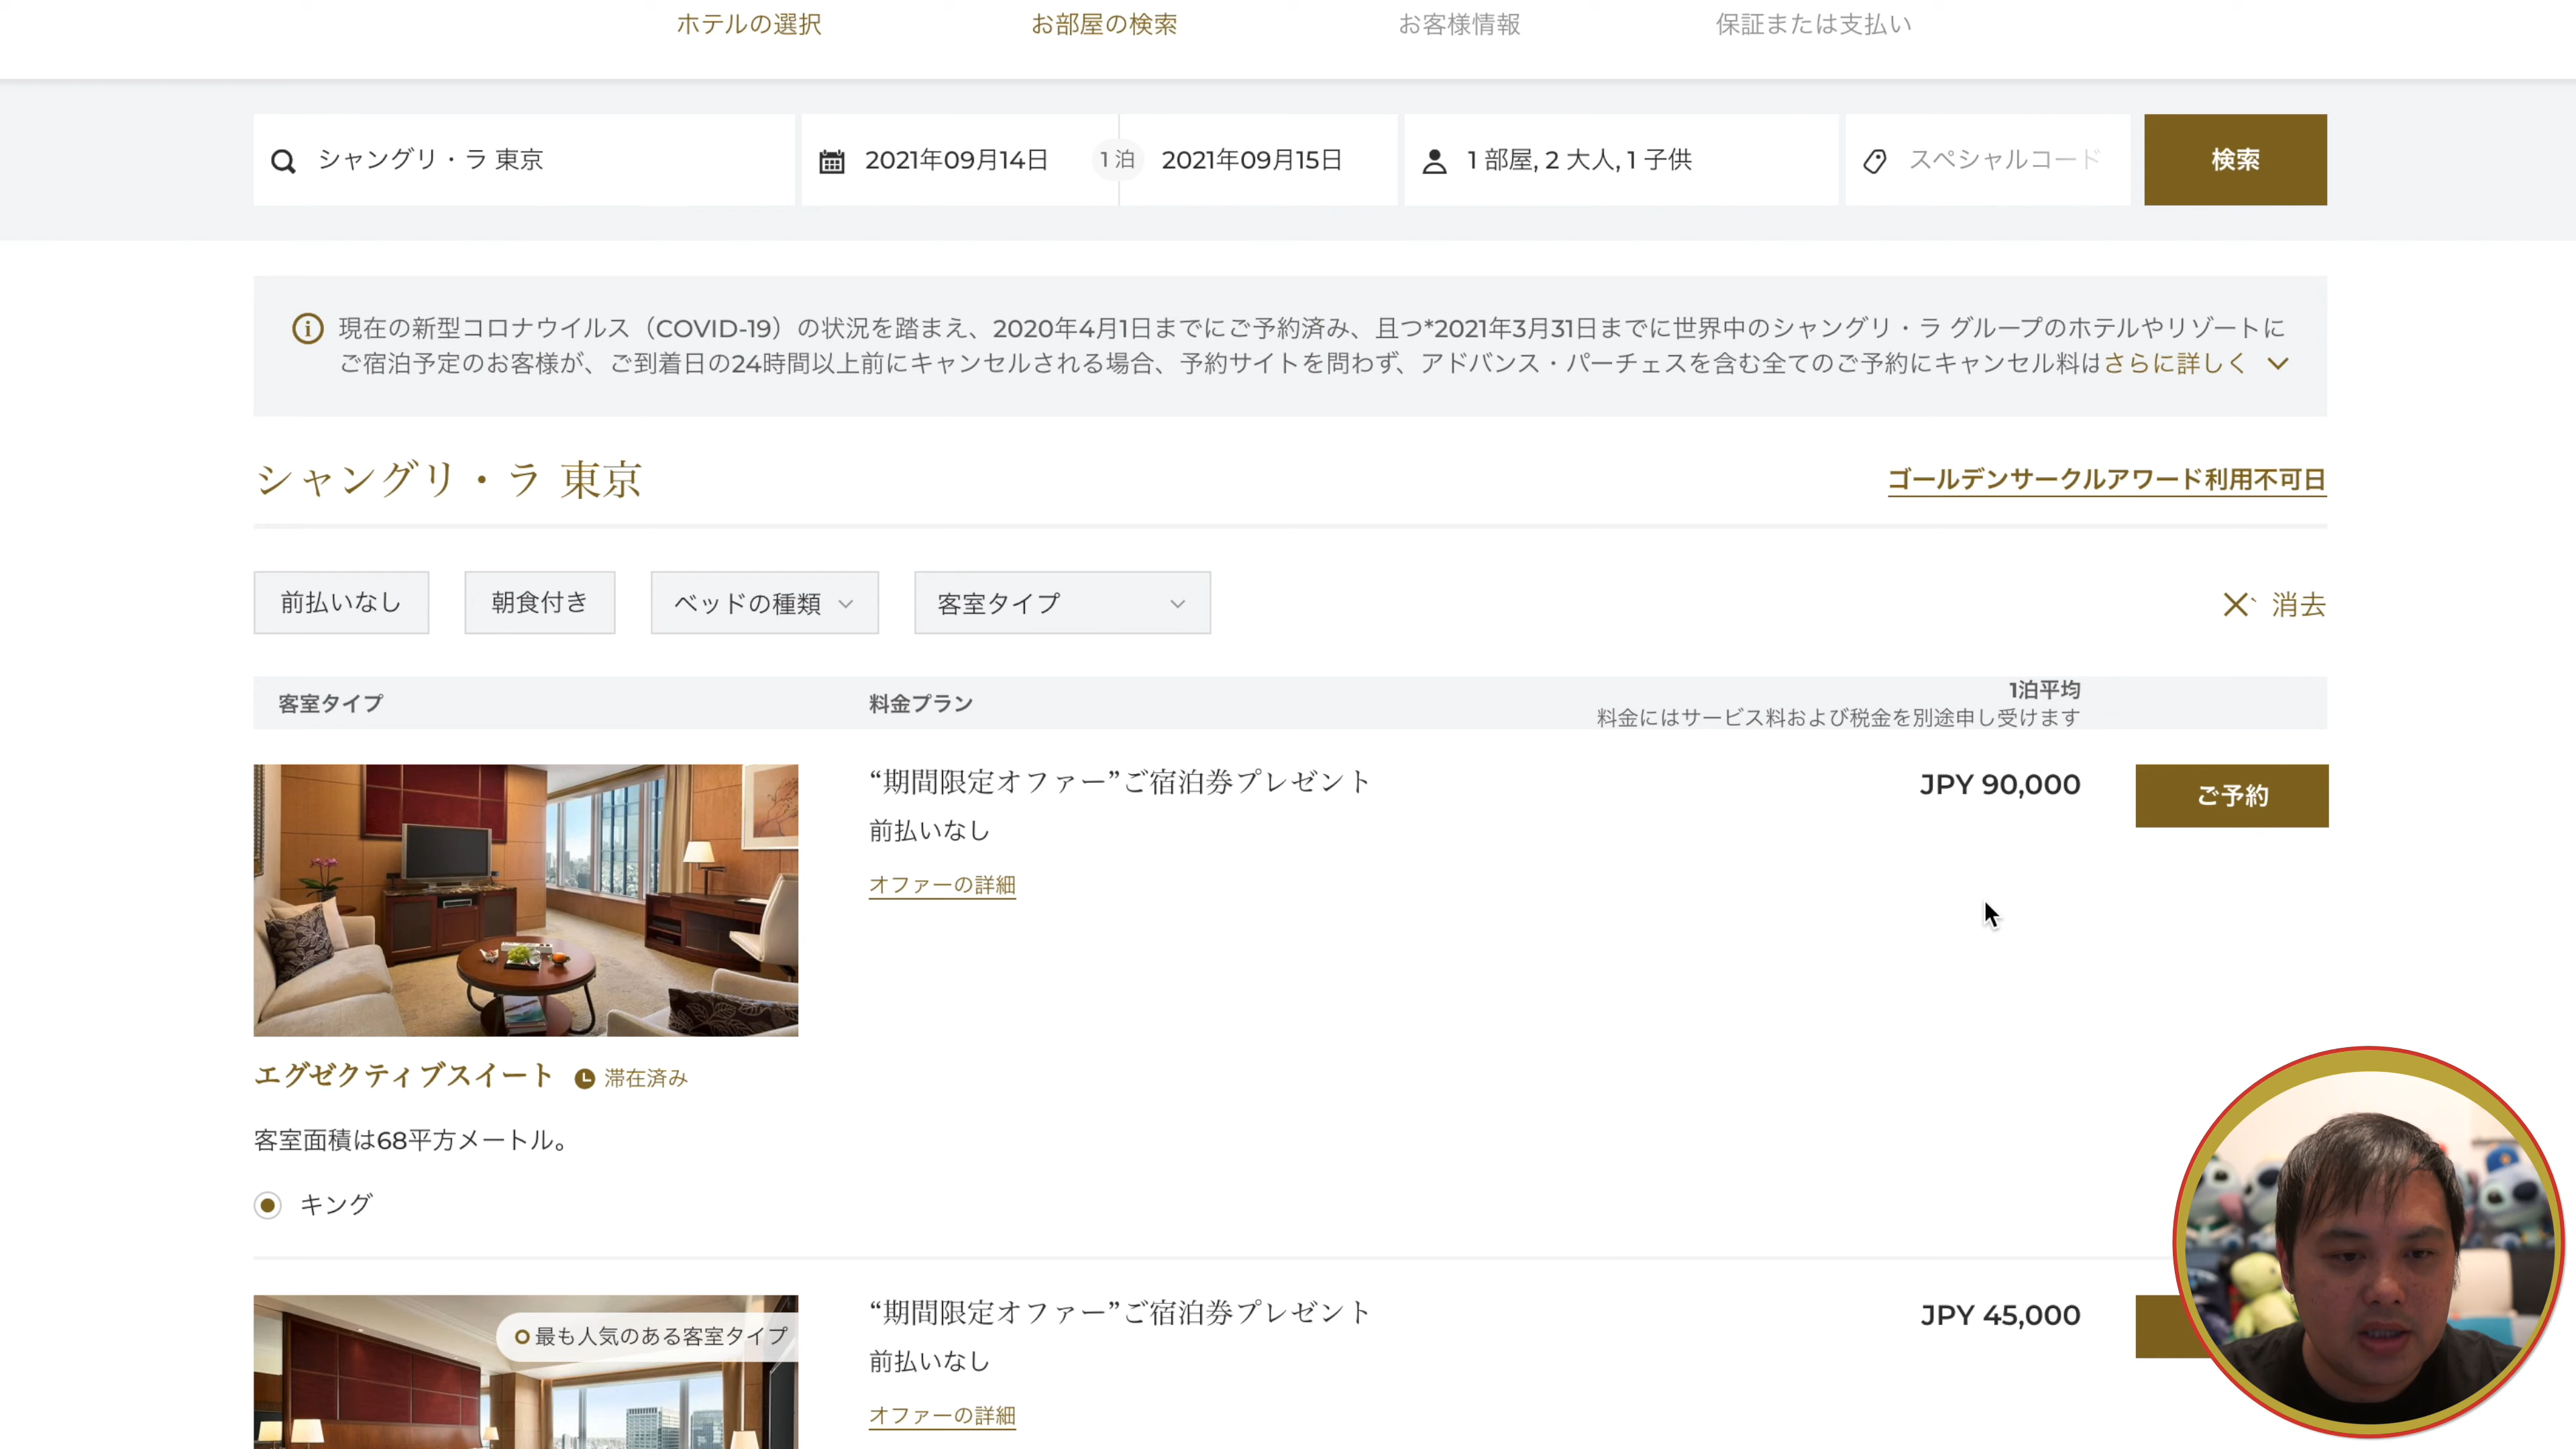 ホテルの選択 お部屋の検索 お客様情報 保証または支払い
シャングリ・ラ 東京 2021年09月14日 1 泊 2021年09月15日 1 部屋, 2 大人, 1 子供 スペシャルコード 検索
現在の新型コロナウイルス（COVID-19）の状況を踏まえ、2020年4月1日までにご予約済み、且つ*2021年3月31日までに世界中のシャングリ・ラ グループのホテルやリゾートに
ご宿泊予定のお客様が、ご到着日の24時間以上前にキャンセルされる場合、予約サイトを問わず、アドバンス・パーチェスを含む全てのご予約にキャンセル料はさらに詳しく
シャングリ・ラ 東京 ゴールデンサークルアワード利用不可日
前払いなし 朝食付き ベッドの種類 客室タイプ 消去
客室タイプ 料金プラン 1泊平均
料金にはサービス料および税金を別途申し受けます
“期間限定オファー”ご宿泊券プレゼント JPY 90,000 ご予約
前払いなし
オファーの詳細
エグゼクティブスイート 滞在済み
客室面積は68平方メートル。
キング
“期間限定オファー”ご宿泊券プレゼント JPY 45,000
最も人気のある客室タイプ
前払いなし
オファーの詳細